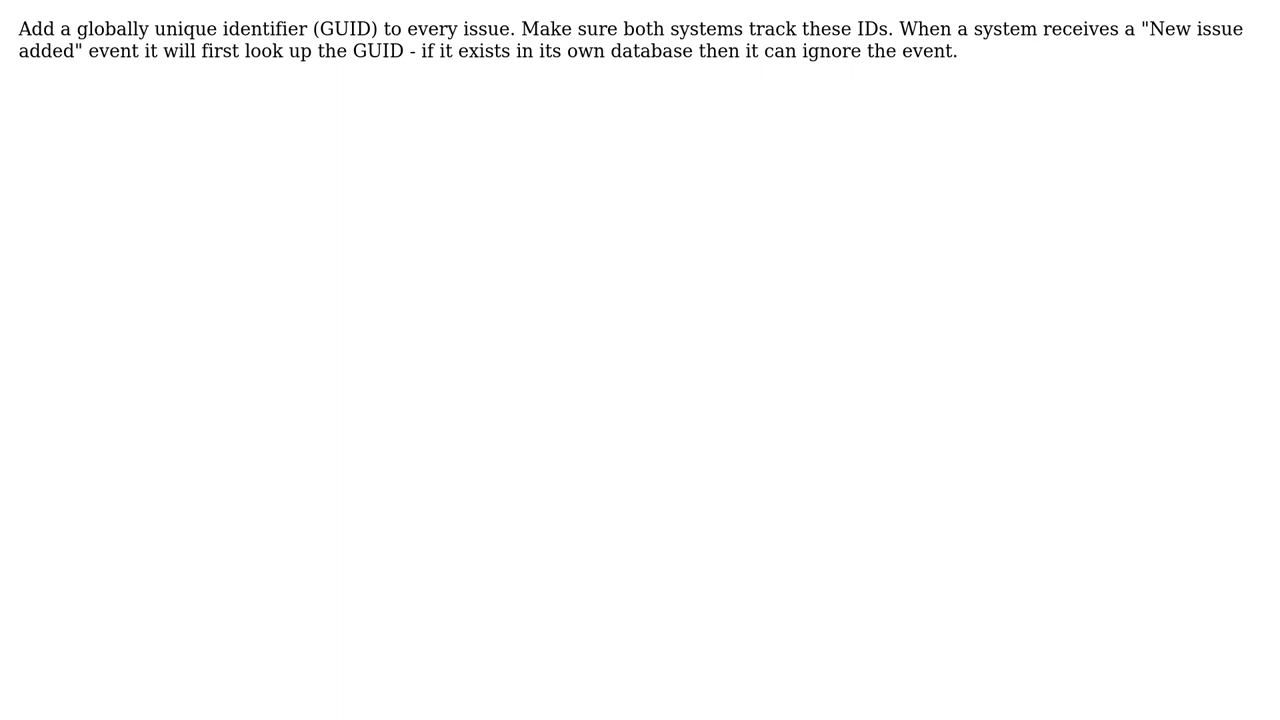 Add a globally unique identifier (GUID) to every issue. Make sure both systems track these IDs. When a system receives a "New issue
added" event it will first look up the GUID - if it exists in its own database then it can ignore the event.